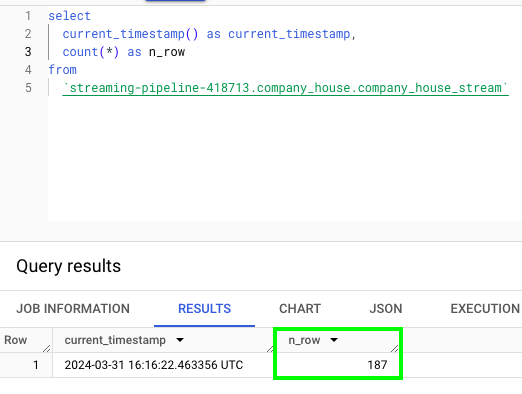 1 select
2 current_timestamp() as current_timestamp,
3 count(*) as n_row
4 from
5 `streaming-pipeline-418713.company_house.company_house_stream`
Query results
JOB INFORMATION RESULTS CHART JSON EXECUTION
Row current_timestamp n_row
1 2024-03-31 16:16:22.463356 UTC 187